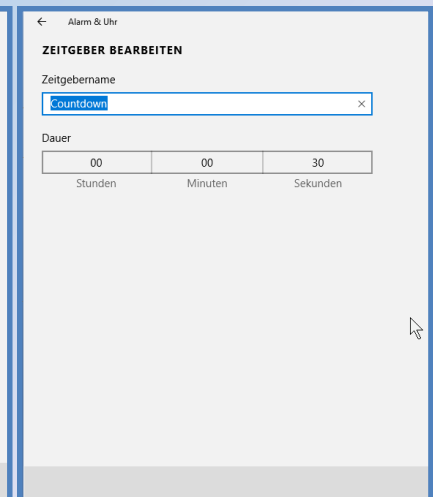 ← Alarm & Uhr
ZEITGEBER BEARBEITEN
Zeitgebername
Countdown ×
Dauer
00 00 30
Stunden Minuten Sekunden